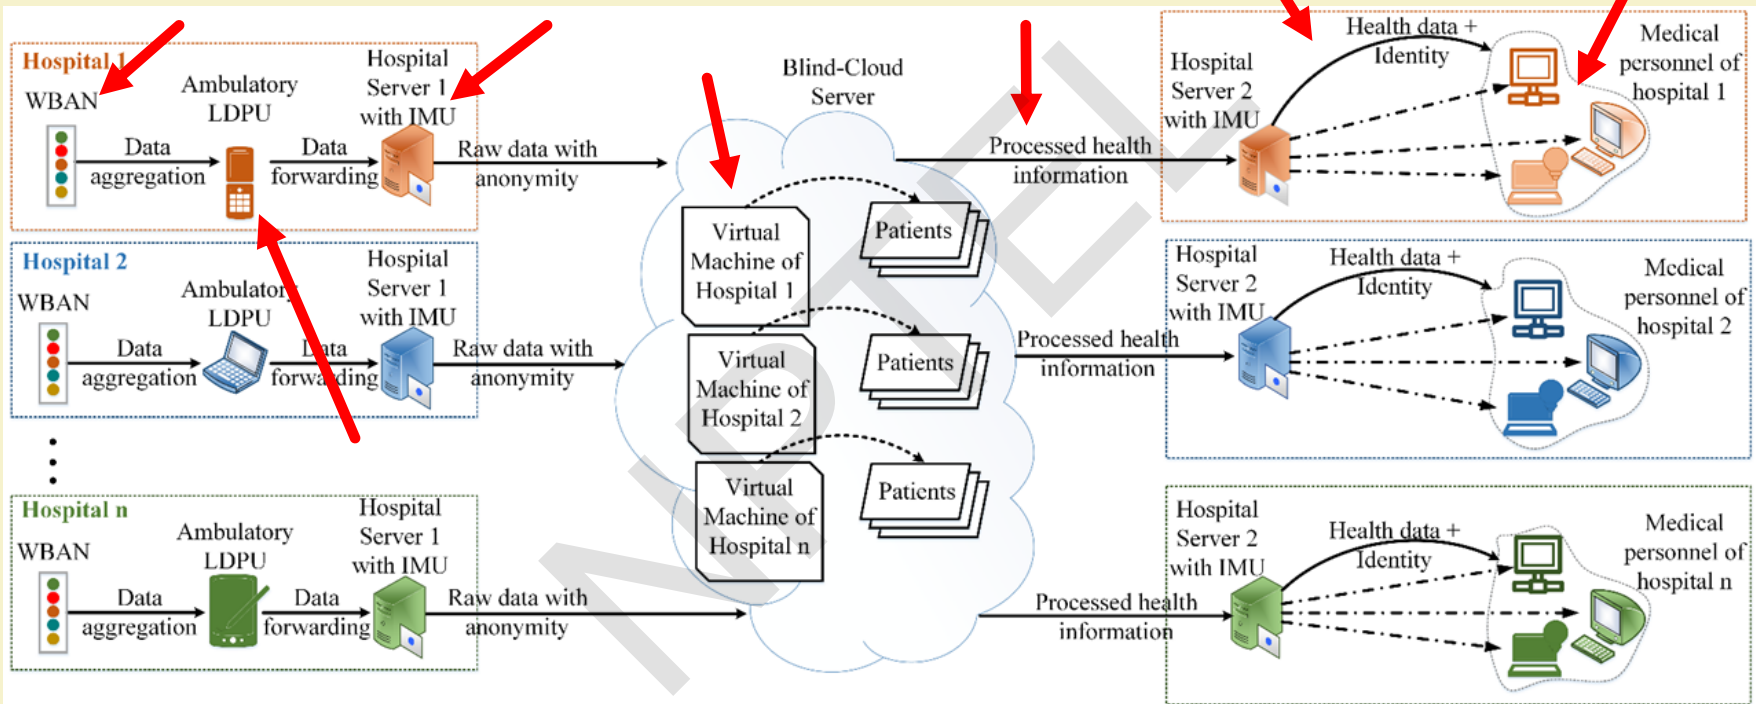 Hospital 1
WBAN
Ambulatory
LDPU
Hospital
Server 1
with IMU
Data
aggregation
Data
forwarding
Raw data with
anonymity
Hospital 2
WBAN
Ambulatory
LDPU
Hospital
Server 1
with IMU
Data
aggregation
Data
forwarding
Raw data with
anonymity
Hospital n
WBAN
Ambulatory
LDPU
Hospital
Server 1
with IMU
Data
aggregation
Data
forwarding
Raw data with
anonymity
Blind-Cloud
Server
Virtual
Machine of
Hospital 1
Patients
Virtual
Machine of
Hospital 2
Patients
Virtual
Machine of
Hospital n
Patients
NPTEL
Processed health
information
Hospital
Server 2
with IMU
Health data +
Identity
Medical
personnel of
hospital 1
Processed health
information
Hospital
Server 2
with IMU
Health data +
Identity
Medical
personnel of
hospital 2
Processed health
information
Hospital
Server 2
with IMU
Health data +
Identity
Medical
personnel of
hospital n